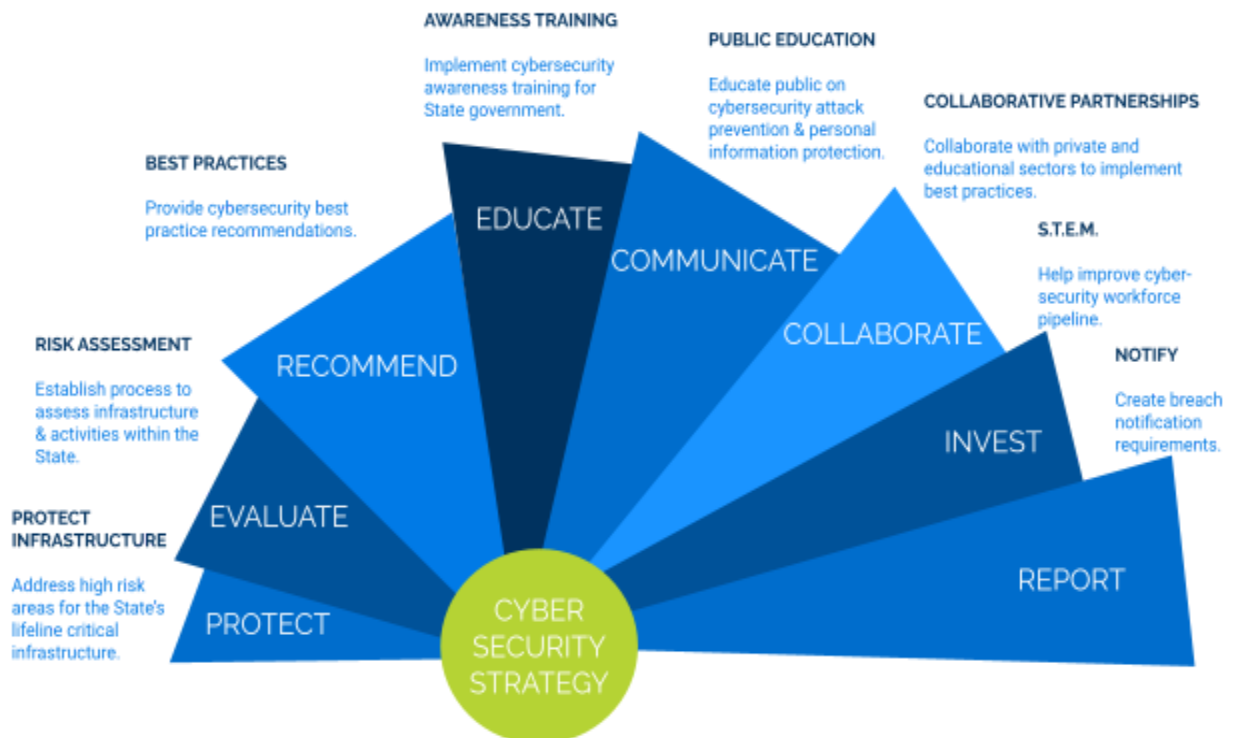 AWARENESS TRAINING
Implement cybersecurity
awareness training for
State government.
PUBLIC EDUCATION
Educate public on
cybersecurity attack
prevention & personal
information protection.
COLLABORATIVE PARTNERSHIPS
Collaborate with private and
educational sectors to implement
best practices.
BEST PRACTICES
Provide cybersecurity best
practice recommendations.
S.T.E.M.
Help improve cyber-
security workforce
pipeline.
RISK ASSESSMENT
Establish process to
assess infrastructure
& activities within the
State.
NOTIFY
Create breach
notification
requirements.
PROTECT
INFRASTRUCTURE
Address high risk
areas for the State's
lifeline critical
infrastructure.
PROTECT
EVALUATE
RECOMMEND
EDUCATE
COMMUNICATE
COLLABORATE
INVEST
REPORT
CYBER
SECURITY
STRATEGY